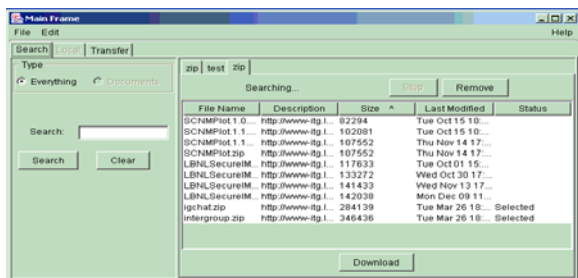 Main Frame
File Edit Help
Search Local Transfer
Type
Everything Documents
Search:
Search Clear
zip test zip
Searching... Stop Remove
File Name Description Size ^ Last Modified Status
SCNMPlot.1.0.... http://www-itg.l... 82294 Tue Oct 15 10:...
SCNMPlot.1.1.... http://www-itg.l... 102081 Tue Oct 15 10:...
SCNMPlot.1.1.... http://www-itg.l... 107552 Thu Nov 14 17:...
SCNMPlot.zip http://www-itg.l... 107552 Thu Nov 14 17:...
LBNLSecureIM... http://www-itg.l... 117633 Tue Oct 01 15:...
LBNLSecureIM... http://www-itg.l... 133272 Wed Oct 30 17:...
LBNLSecureIM... http://www-itg.l... 141433 Wed Nov 13 17...
LBNLSecureIM... http://www-itg.l... 142038 Mon Dec 09 11...
igchat.zip http://www-itg.l... 284139 Tue Mar 26 18:... Selected
intergroup.zip http://www-itg.l... 346436 Tue Mar 26 18:... Selected
Download